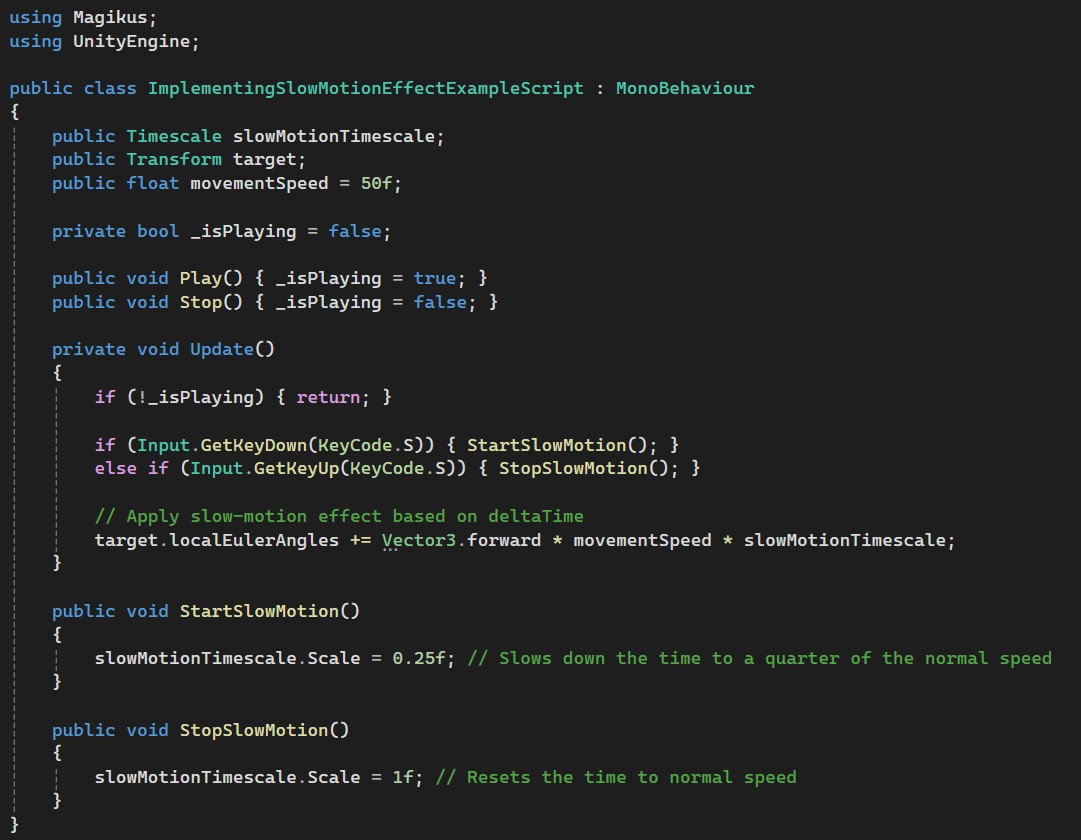 using Magikus;
using UnityEngine;

public class ImplementingSlowMotionEffectExampleScript : MonoBehaviour
{
    public Timescale slowMotionTimescale;
    public Transform target;
    public float movementSpeed = 50f;

    private bool _isPlaying = false;

    public void Play() { _isPlaying = true; }
    public void Stop() { _isPlaying = false; }

    private void Update()
    {
        if (!_isPlaying) { return; }

        if (Input.GetKeyDown(KeyCode.S)) { StartSlowMotion(); }
        else if (Input.GetKeyUp(KeyCode.S)) { StopSlowMotion(); }

        // Apply slow-motion effect based on deltaTime
        target.localEulerAngles += Vector3.forward * movementSpeed * slowMotionTimescale;
    }

    public void StartSlowMotion()
    {
        slowMotionTimescale.Scale = 0.25f; // Slows down the time to a quarter of the normal speed
    }

    public void StopSlowMotion()
    {
        slowMotionTimescale.Scale = 1f; // Resets the time to normal speed
    }
}